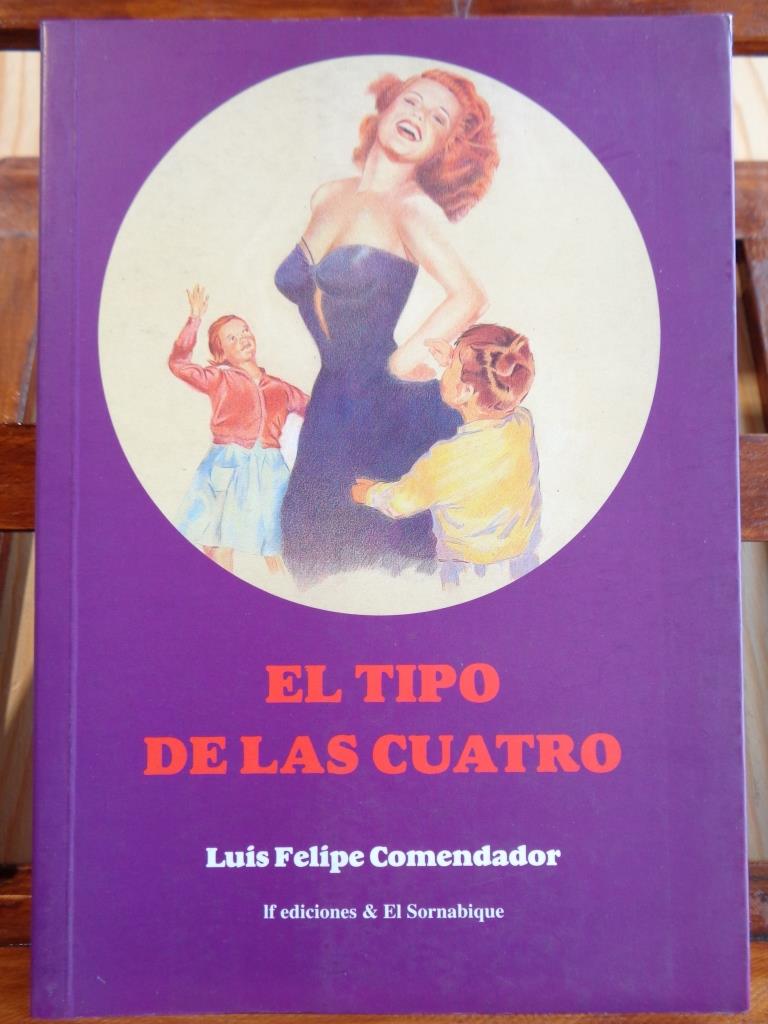 EL TIPO
DE LAS CUATRO
Luis Felipe Comendador
lf ediciones & El Sornabique